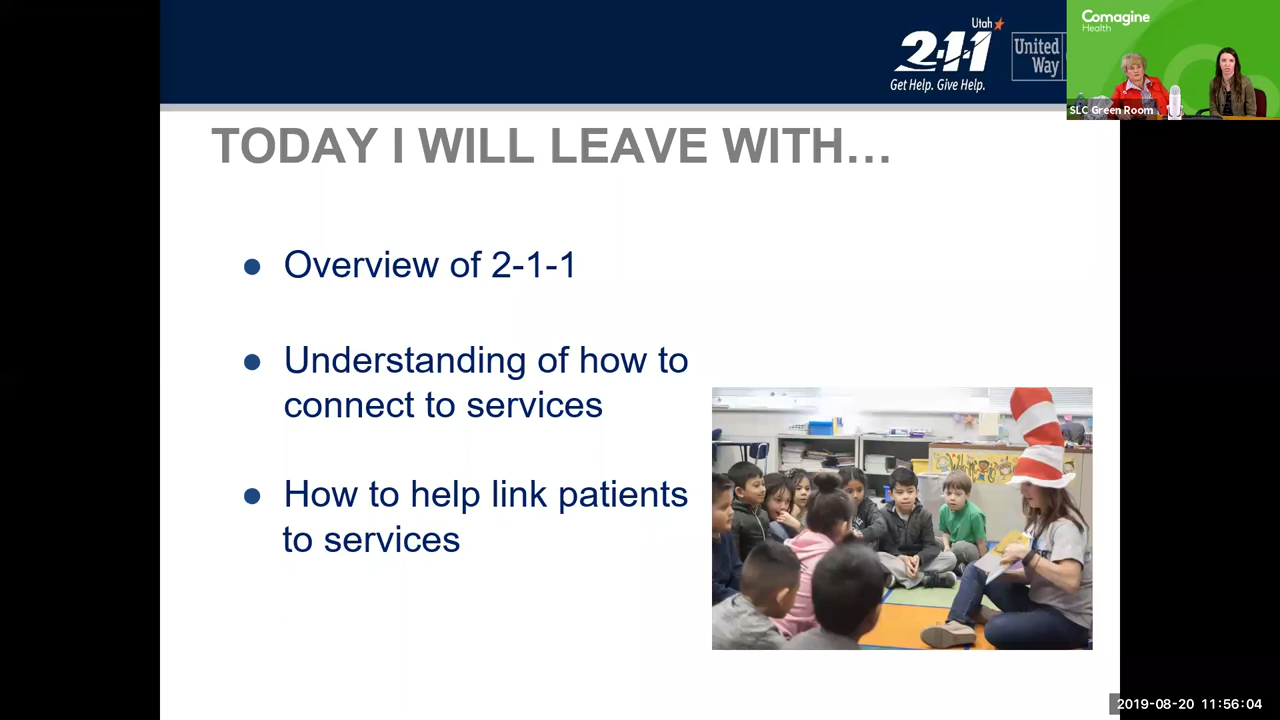 Utah
2-1-1
Get Help. Give Help.
United
Way
Comagine
Health
SLC Green Room
TODAY I WILL LEAVE WITH…
● Overview of 2-1-1
● Understanding of how to
connect to services
● How to help link patients
to services
Welcome
2019-08-20 11:56:04